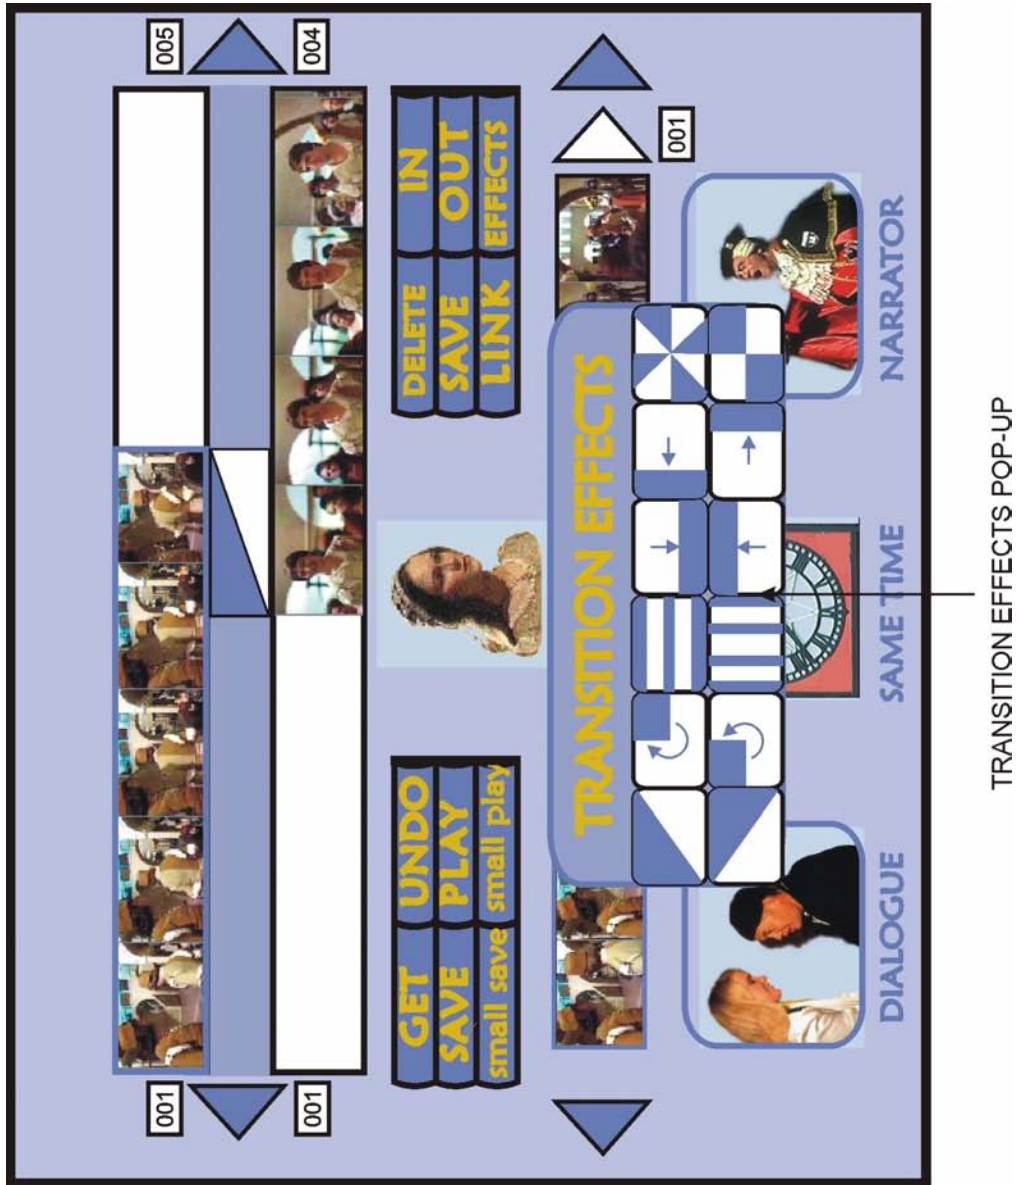 001 005
001 004
GET UNDO DELETE IN
SAVE PLAY SAVE OUT
small save small play LINK EFFECTS
TRANSITION EFFECTS
001
DIALOGUE SAME TIME NARRATOR
TRANSITION EFFECTS POP-UP